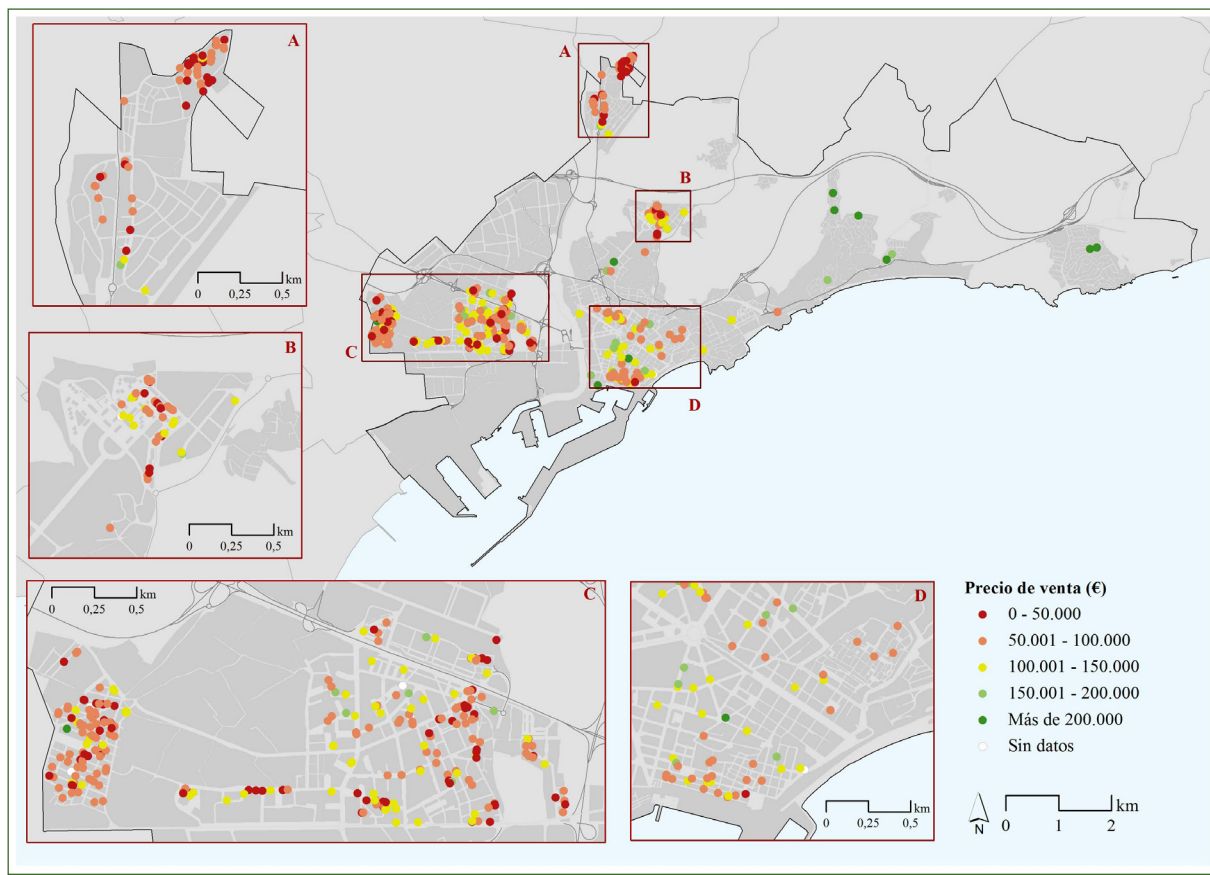 A
km
0 0,25 0,5
A
B
C
D
B
km
0 0,25 0,5
km
0 0,25 0,5
C
D
km
0 0,25 0,5
Precio de venta (€)
0 - 50.000
50.001 - 100.000
100.001 - 150.000
150.001 - 200.000
Más de 200.000
Sin datos
N
km
0 1 2